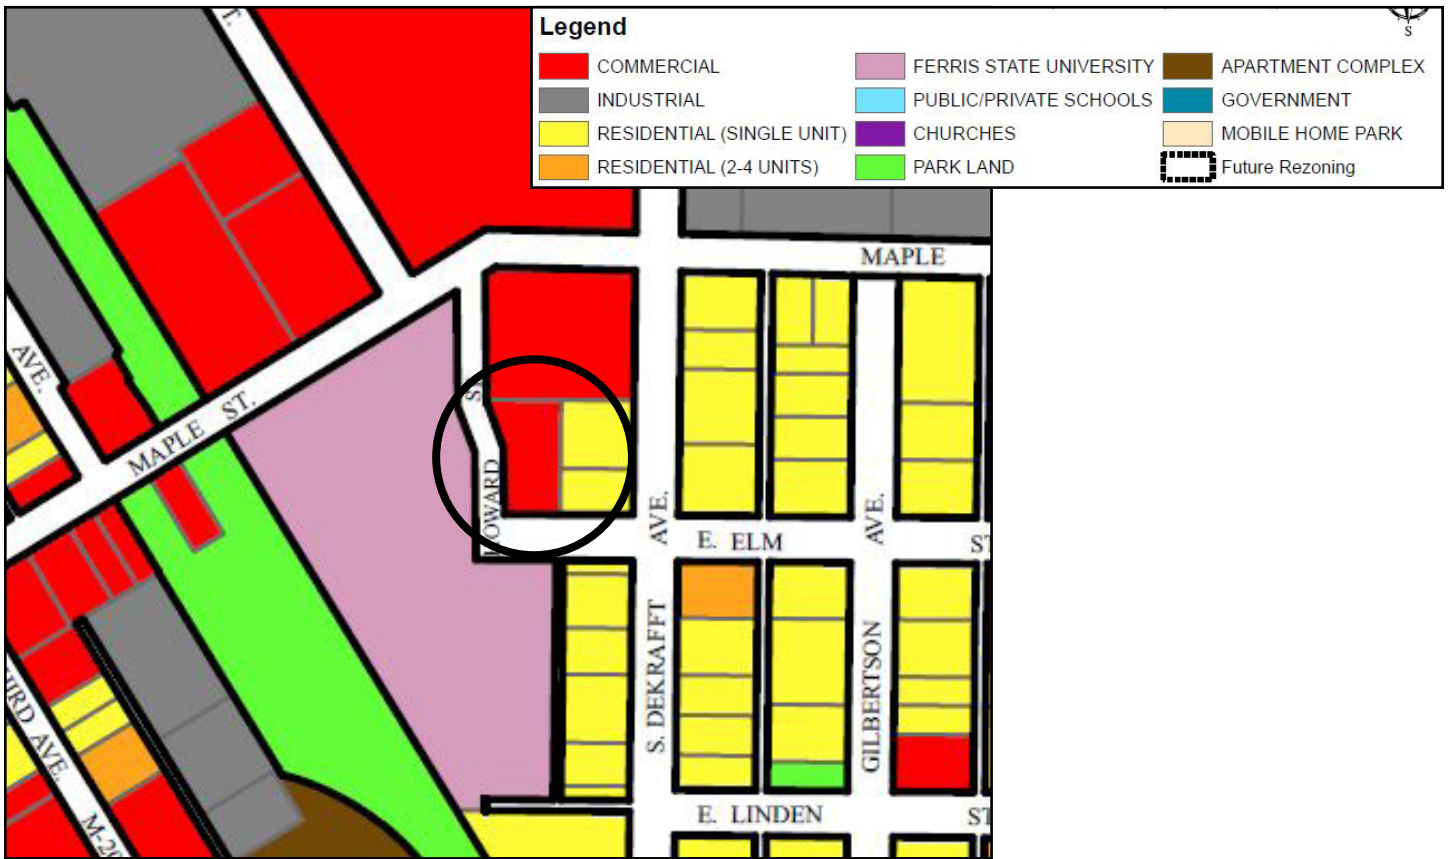 Legend
S
COMMERCIAL
FERRIS STATE UNIVERSITY
APARTMENT COMPLEX
INDUSTRIAL
PUBLIC/PRIVATE SCHOOLS
GOVERNMENT
RESIDENTIAL (SINGLE UNIT)
CHURCHES
MOBILE HOME PARK
RESIDENTIAL (2-4 UNITS)
PARK LAND
Future Rezoning
T.
MAPLE
AVE.
MAPLE ST.
S
AVE.
AVE.
E. ELM
ST
S. DEKRAFFT
GILBERTSON
AVE.
M-20
E. LINDEN
ST